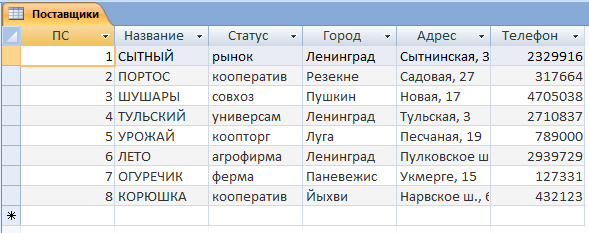 Поставщики
ПС Название Статус Город Адрес Телефон
1 СЫТНЫЙ рынок Ленинград Сытнинская, 3 2329916
2 ПОРТОС кооператив Резекне Садовая, 27 317664
3 ШУШАРЫ совхоз Пушкин Новая, 17 4705038
4 ТУЛЬСКИЙ универсам Ленинград Тульская, 3 2710837
5 УРОЖАЙ коопторг Луга Песчаная, 19 789000
6 ЛЕТО агрофирма Ленинград Пулковское ш 2939729
7 ОГУРЕЧИК ферма Паневежис Укмерге, 15 127331
8 КОРЮШКА кооператив Йыхви Нарвское ш., 6 432123